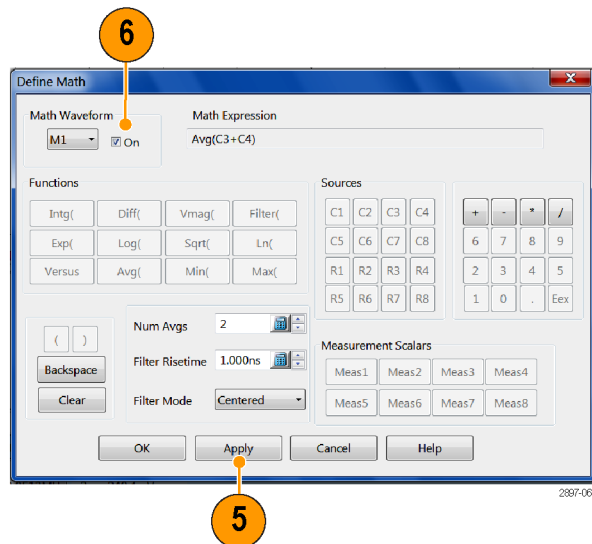 6
Define Math
X
Math Waveform
Math Expression
M1
On
Avg(C3+C4)
Functions
Sources
Intg( Diff( Vmag( Filter(
C1 C2 C3 C4
+ - * /
Exp( Log( Sqrt( Ln(
C5 C6 C7 C8
6 7 8 9
Versus Avg( Min( Max(
R1 R2 R3 R4
2 3 4 5
R5 R6 R7 R8
1 0 . Eex
( )
Backspace
Clear
Num Avgs 2
Filter Risetime 1.000ns
Filter Mode Centered
Measurement Scalars
Meas1 Meas2 Meas3 Meas4
Meas5 Meas6 Meas7 Meas8
OK Apply Cancel Help
2897-06
5